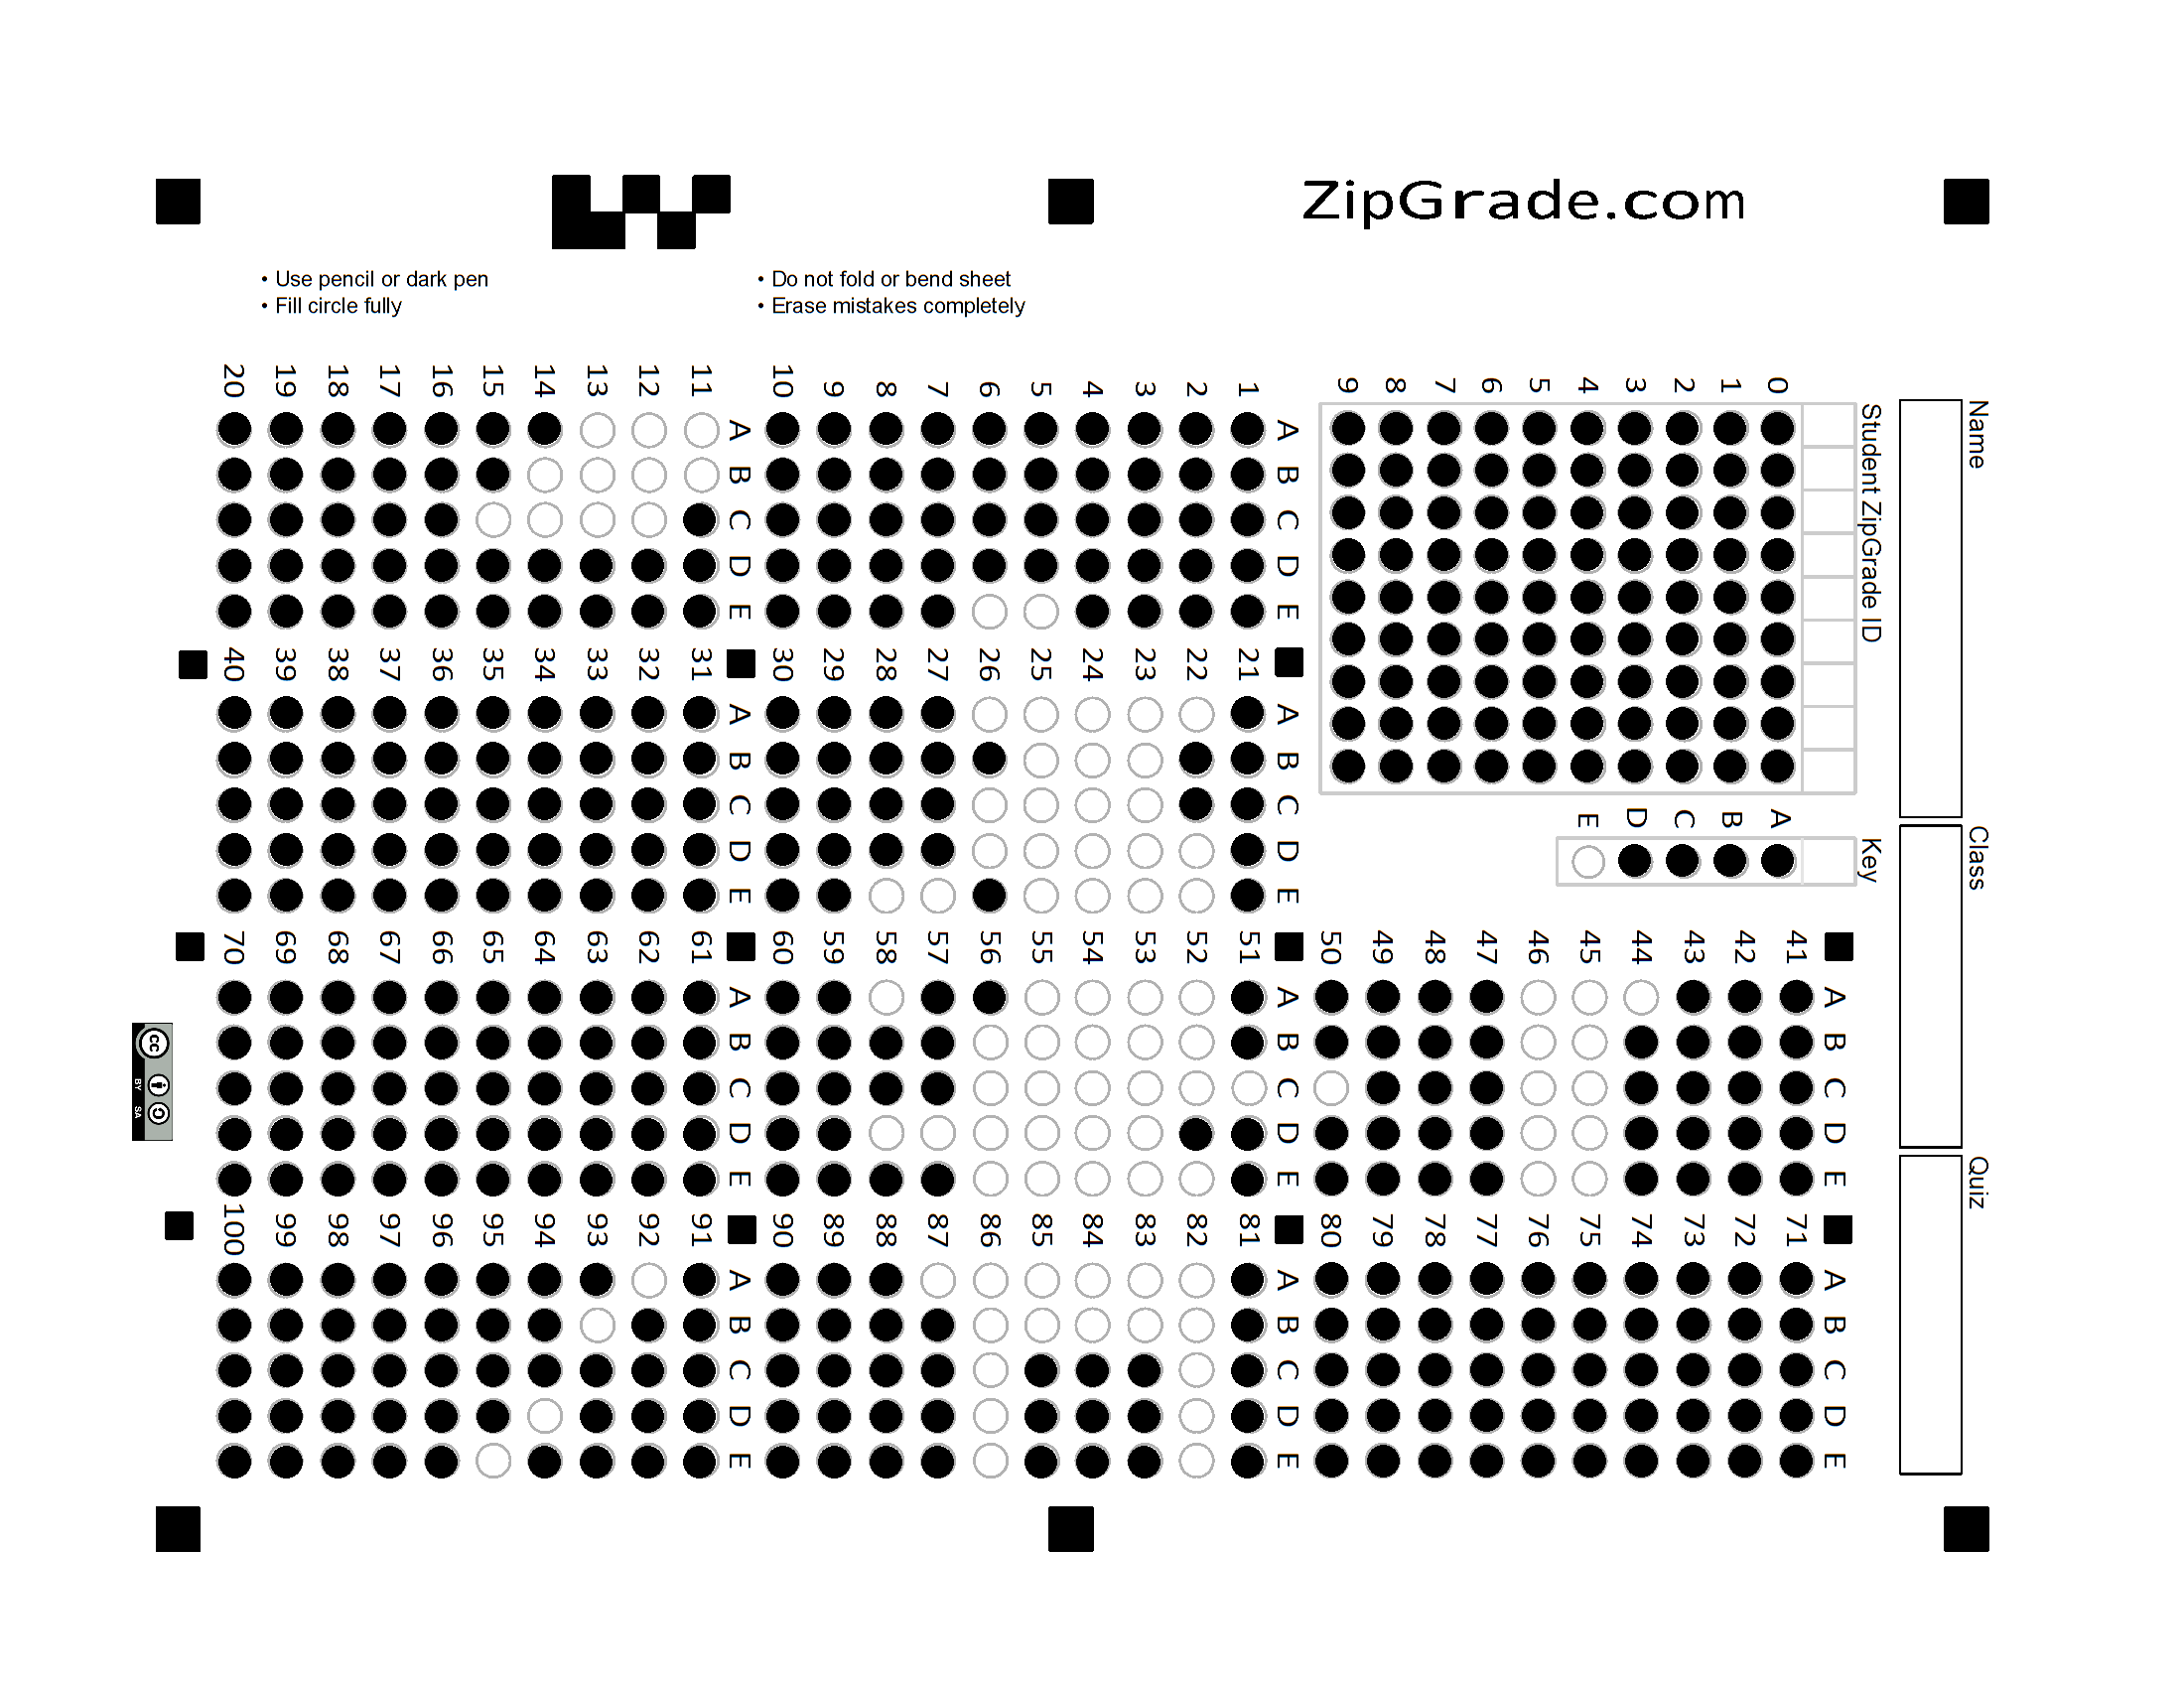 ZipGrade.com
• Use pencil or dark pen
• Fill circle fully
• Do not fold or bend sheet
• Erase mistakes completely
Name
Class
Quiz
Student ZipGrade ID
0 1 2 3 4 5 6 7 8 9
Key
A B C D E
20 19 18 17 16 15 14 13 12 11
A B C D E
10 9 8 7 6 5 4 3 2 1
A B C D E
40 39 38 37 36 35 34 33 32 31
A B C D E
30 29 28 27 26 25 24 23 22 21
A B C D E
70 69 68 67 66 65 64 63 62 61
A B C D E
60 59 58 57 56 55 54 53 52 51
A B C D E
50 49 48 47 46 45 44 43 42 41
A B C D E
100 99 98 97 96 95 94 93 92 91
A B C D E
90 89 88 87 86 85 84 83 82 81
A B C D E
80 79 78 77 76 75 74 73 72 71
A B C D E
cc BY SA